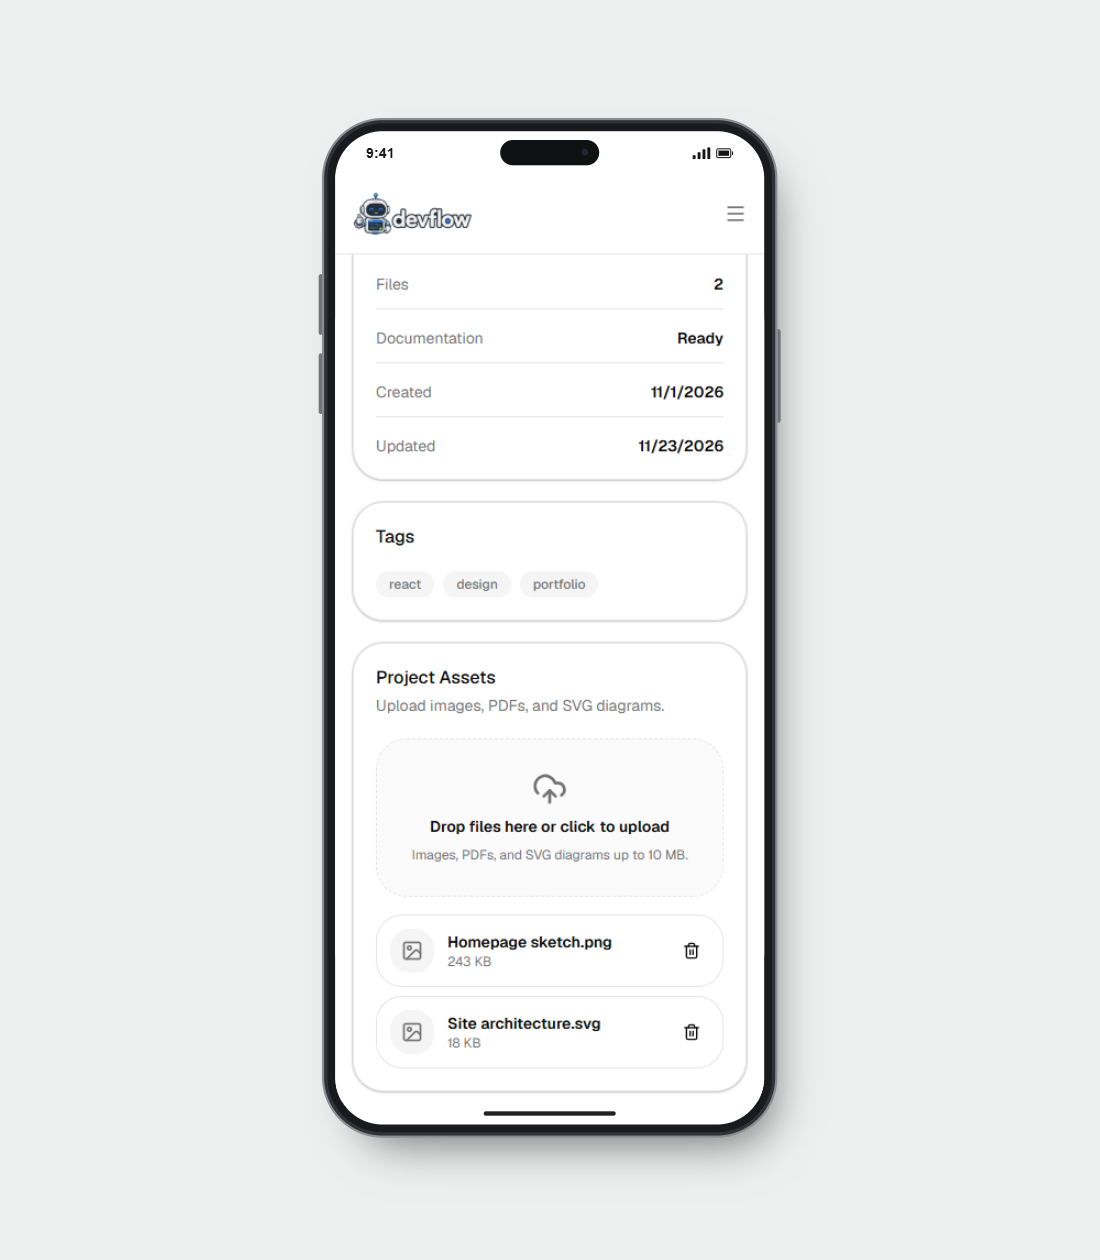 9:41
devflow
Files 2
Documentation Ready
Created 11/1/2026
Updated 11/23/2026
Tags
react design portfolio
Project Assets
Upload images, PDFs, and SVG diagrams.
Drop files here or click to upload
Images, PDFs, and SVG diagrams up to 10 MB.
Homepage sketch.png
243 KB
Site architecture.svg
18 KB